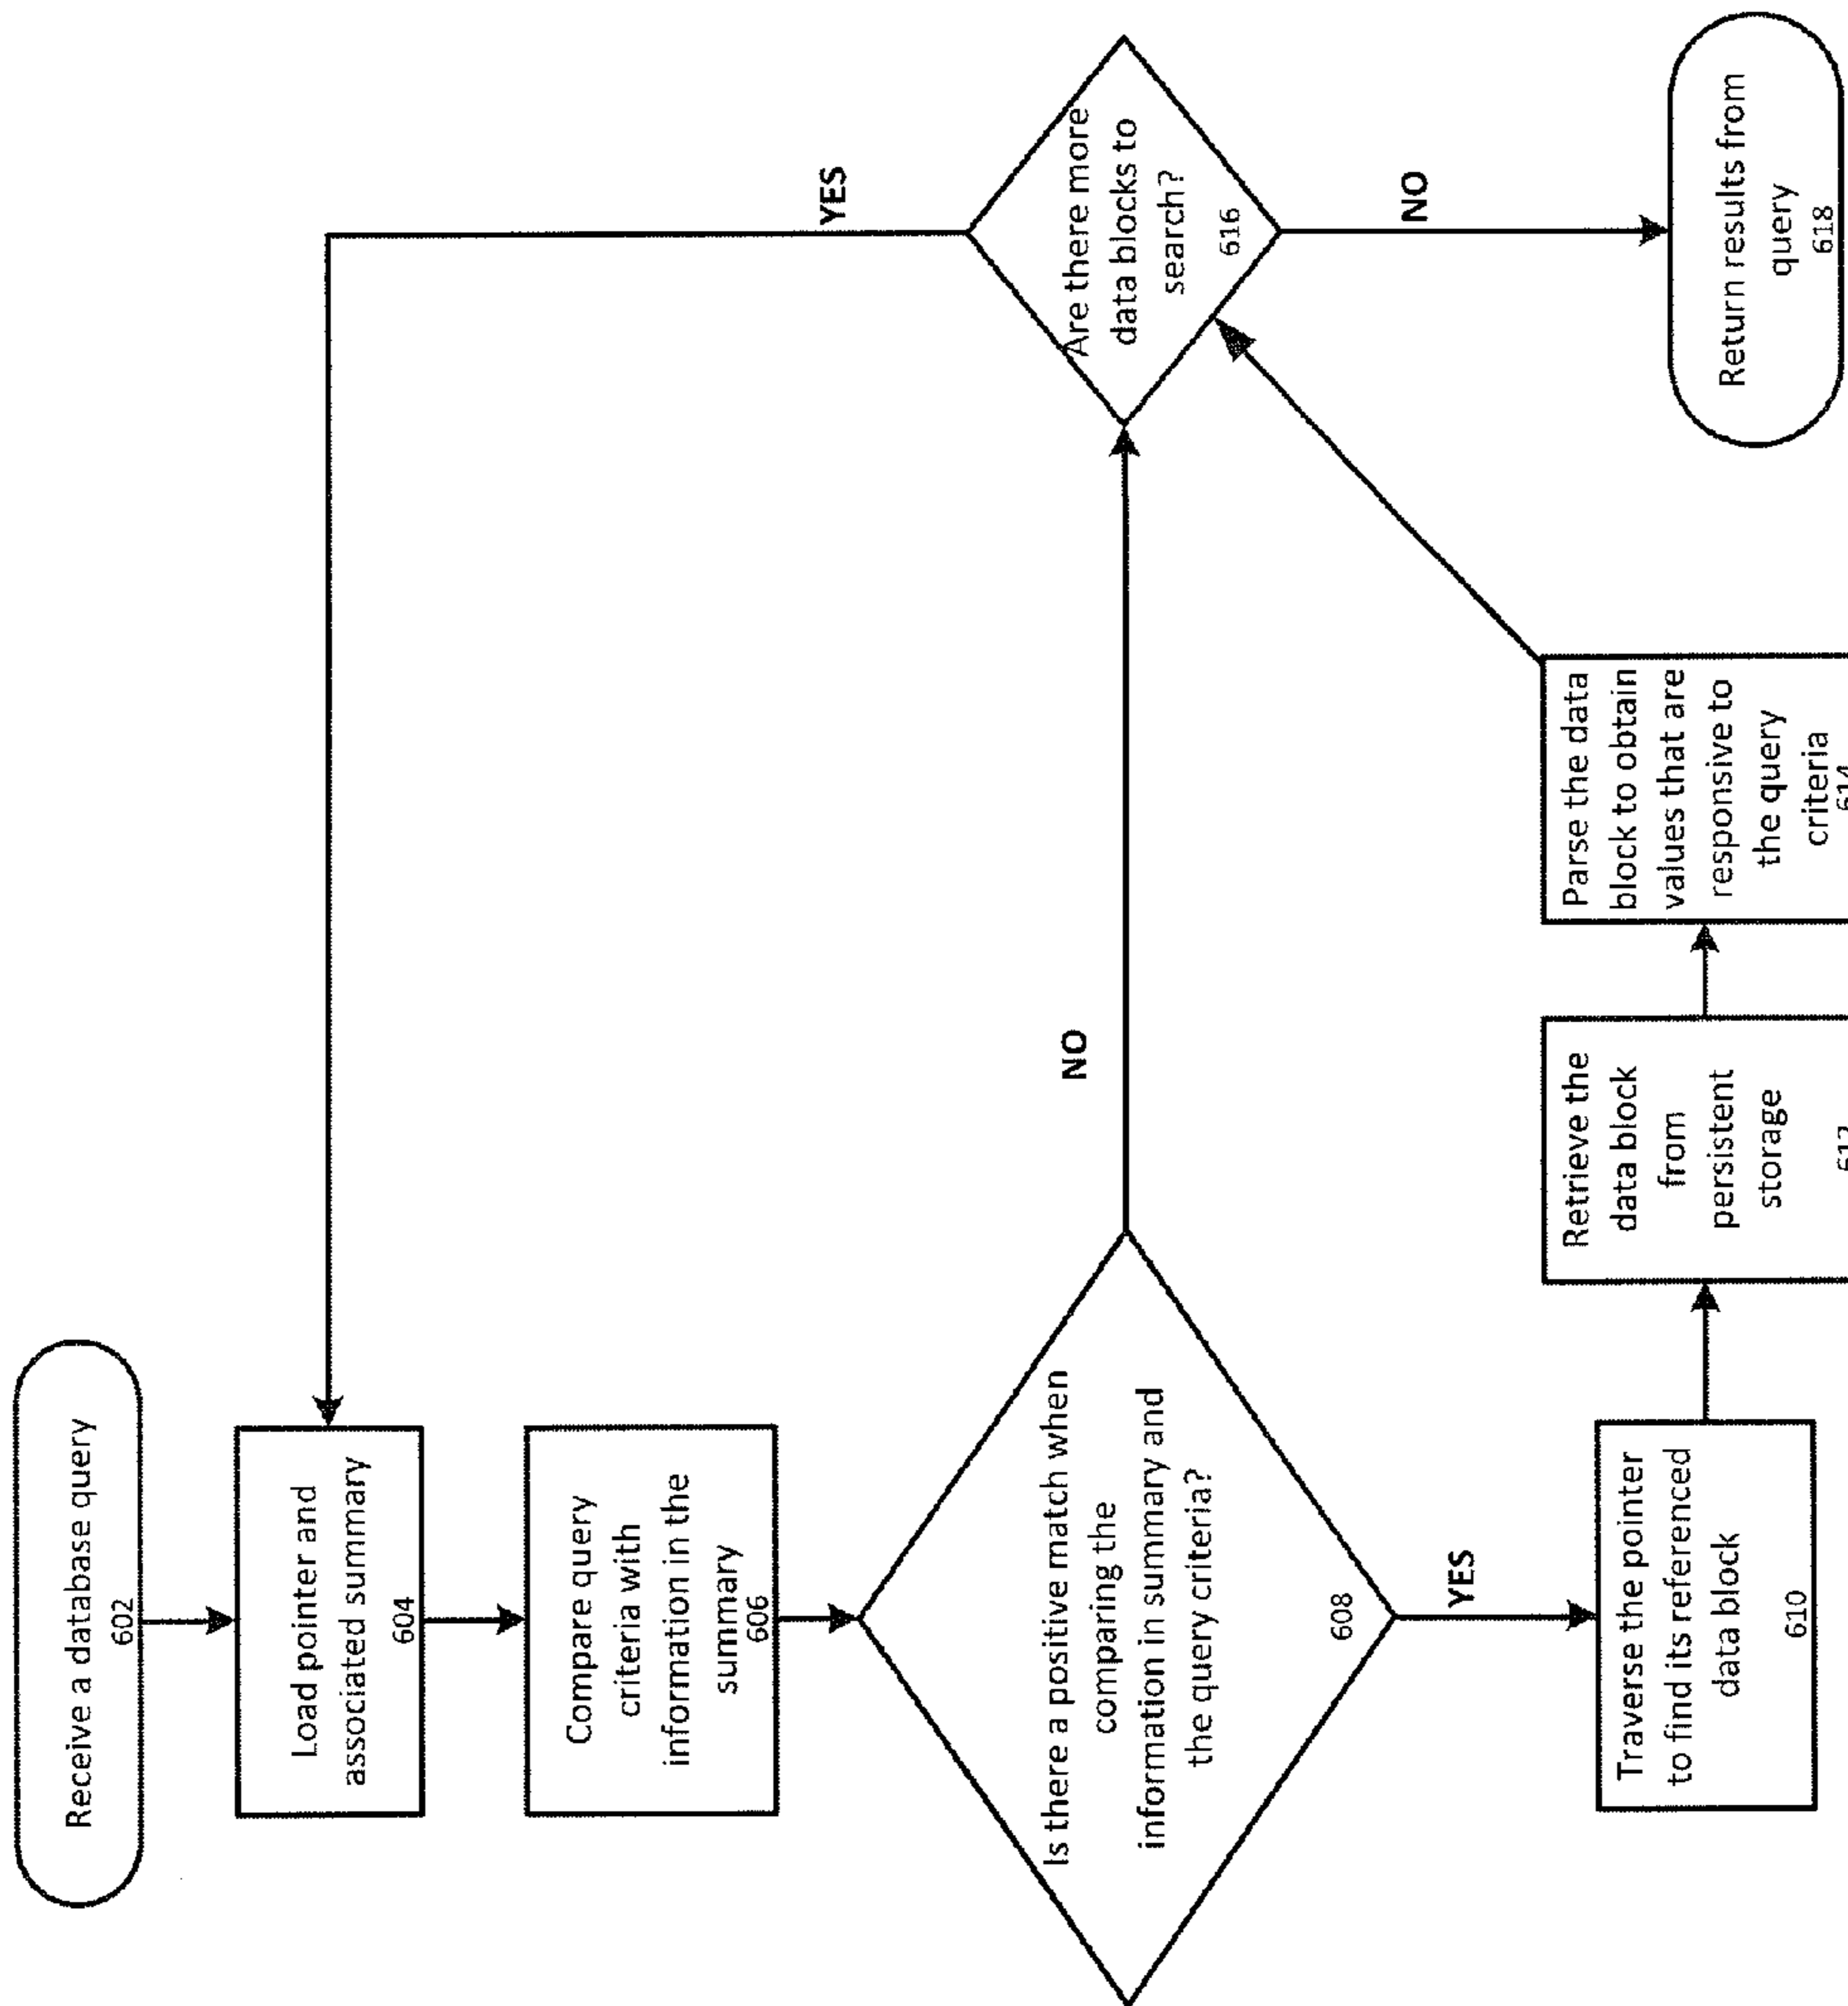 Receive a database query
602
Load pointer and
associated summary
604
Compare query
criteria with
information in the
summary
606
Is there a positive match when
comparing the
information in summary and
the query criteria?
608
NO
YES
Traverse the pointer
to find its referenced
data block
610
Retrieve the
data block
from
persistent
storage
Parse the data
block to obtain
values that are
responsive to
the query
criteria
614
Are there more
data blocks to
search?
616
YES
NO
Return results from
query
618